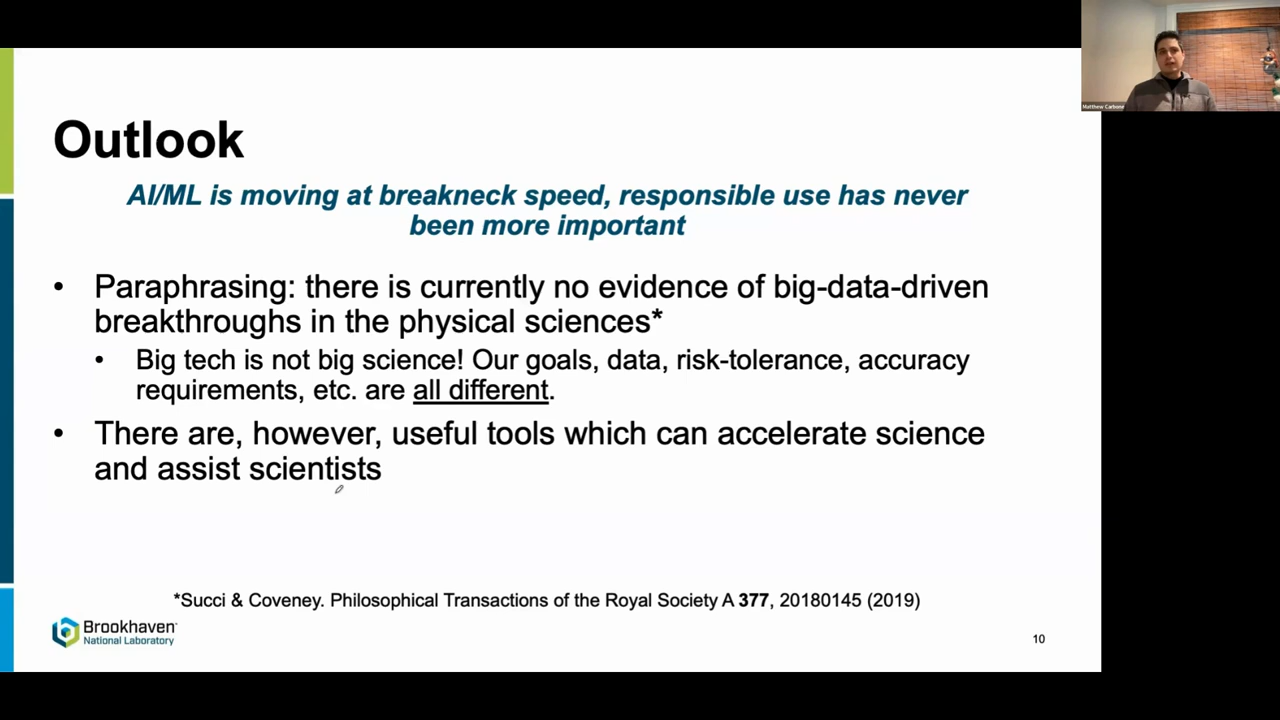 Matthew Carbone
Outlook
AI/ML is moving at breakneck speed, responsible use has never
been more important
• Paraphrasing: there is currently no evidence of big-data-driven
breakthroughs in the physical sciences*
• Big tech is not big science! Our goals, data, risk-tolerance, accuracy
requirements, etc. are all different.
• There are, however, useful tools which can accelerate science
and assist scientists
*Succi & Coveney. Philosophical Transactions of the Royal Society A 377, 20180145 (2019)
Brookhaven
National Laboratory
10